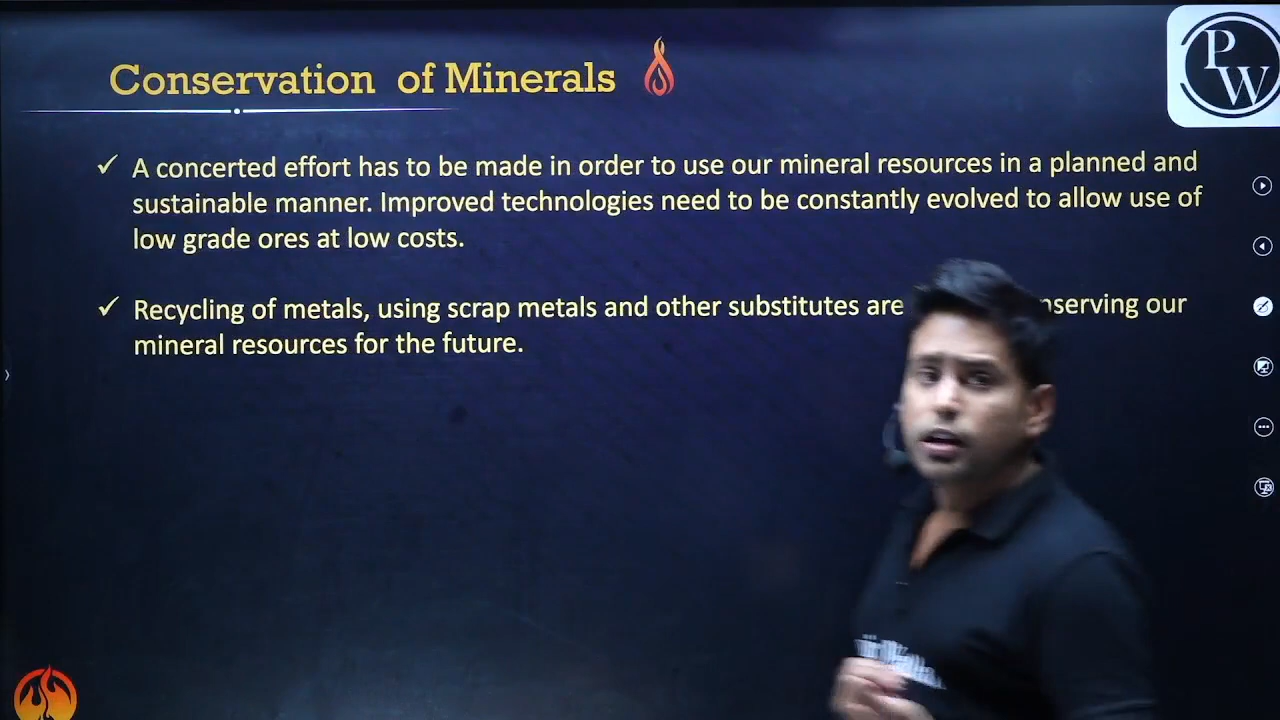 Conservation of Minerals
P
W
✓ A concerted effort has to be made in order to use our mineral resources in a planned and
sustainable manner. Improved technologies need to be constantly evolved to allow use of
low grade ores at low costs.
✓ Recycling of metals, using scrap metals and other substitutes are nserving our
mineral resources for the future.